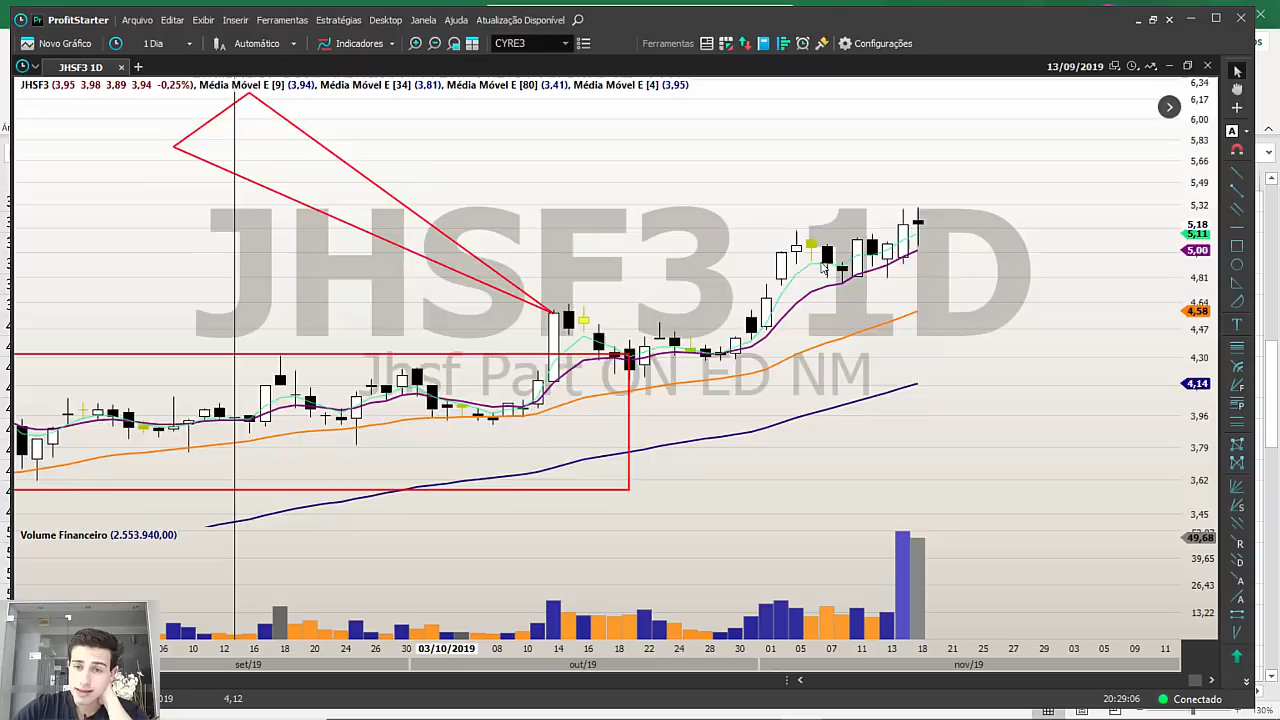 ProfitStarter Arquivo Editar Exibir Inserir Ferramentas Estratégias Desktop Janela Ajuda Atualização Disponível
Novo Gráfico 1 Dia Automático Indicadores CYRE3 Ferramentas Configurações
JHSF3 1D 13/09/2019
JHSF3 (3,95 3,98 3,89 3,94 -0,25%), Média Móvel E [9] (3,94), Média Móvel E [34] (3,81), Média Móvel E [80] (3,41), Média Móvel E [4] (3,95)
6,34
6,17
6,00
5,83
5,66
5,49
5,32
5,18
5,11
5,00
4,81
4,64
4,58
4,47
4,30
4,14
3,96
3,79
3,62
3,45
JHSF3 1D
Jhsf Part ON ED NM
Volume Financeiro (2.553.940,00)
49,68
39,65
26,43
13,22
06 10 12 16 18 20 24 26 30 03/10/2019 08 10 14 16 18 22 24 28 30 01 05 07 11 13 18 21 25 27 29 03 05 09 11
set/19 out/19 nov/19
2019 4,12 20:29:06 Conectado
30%